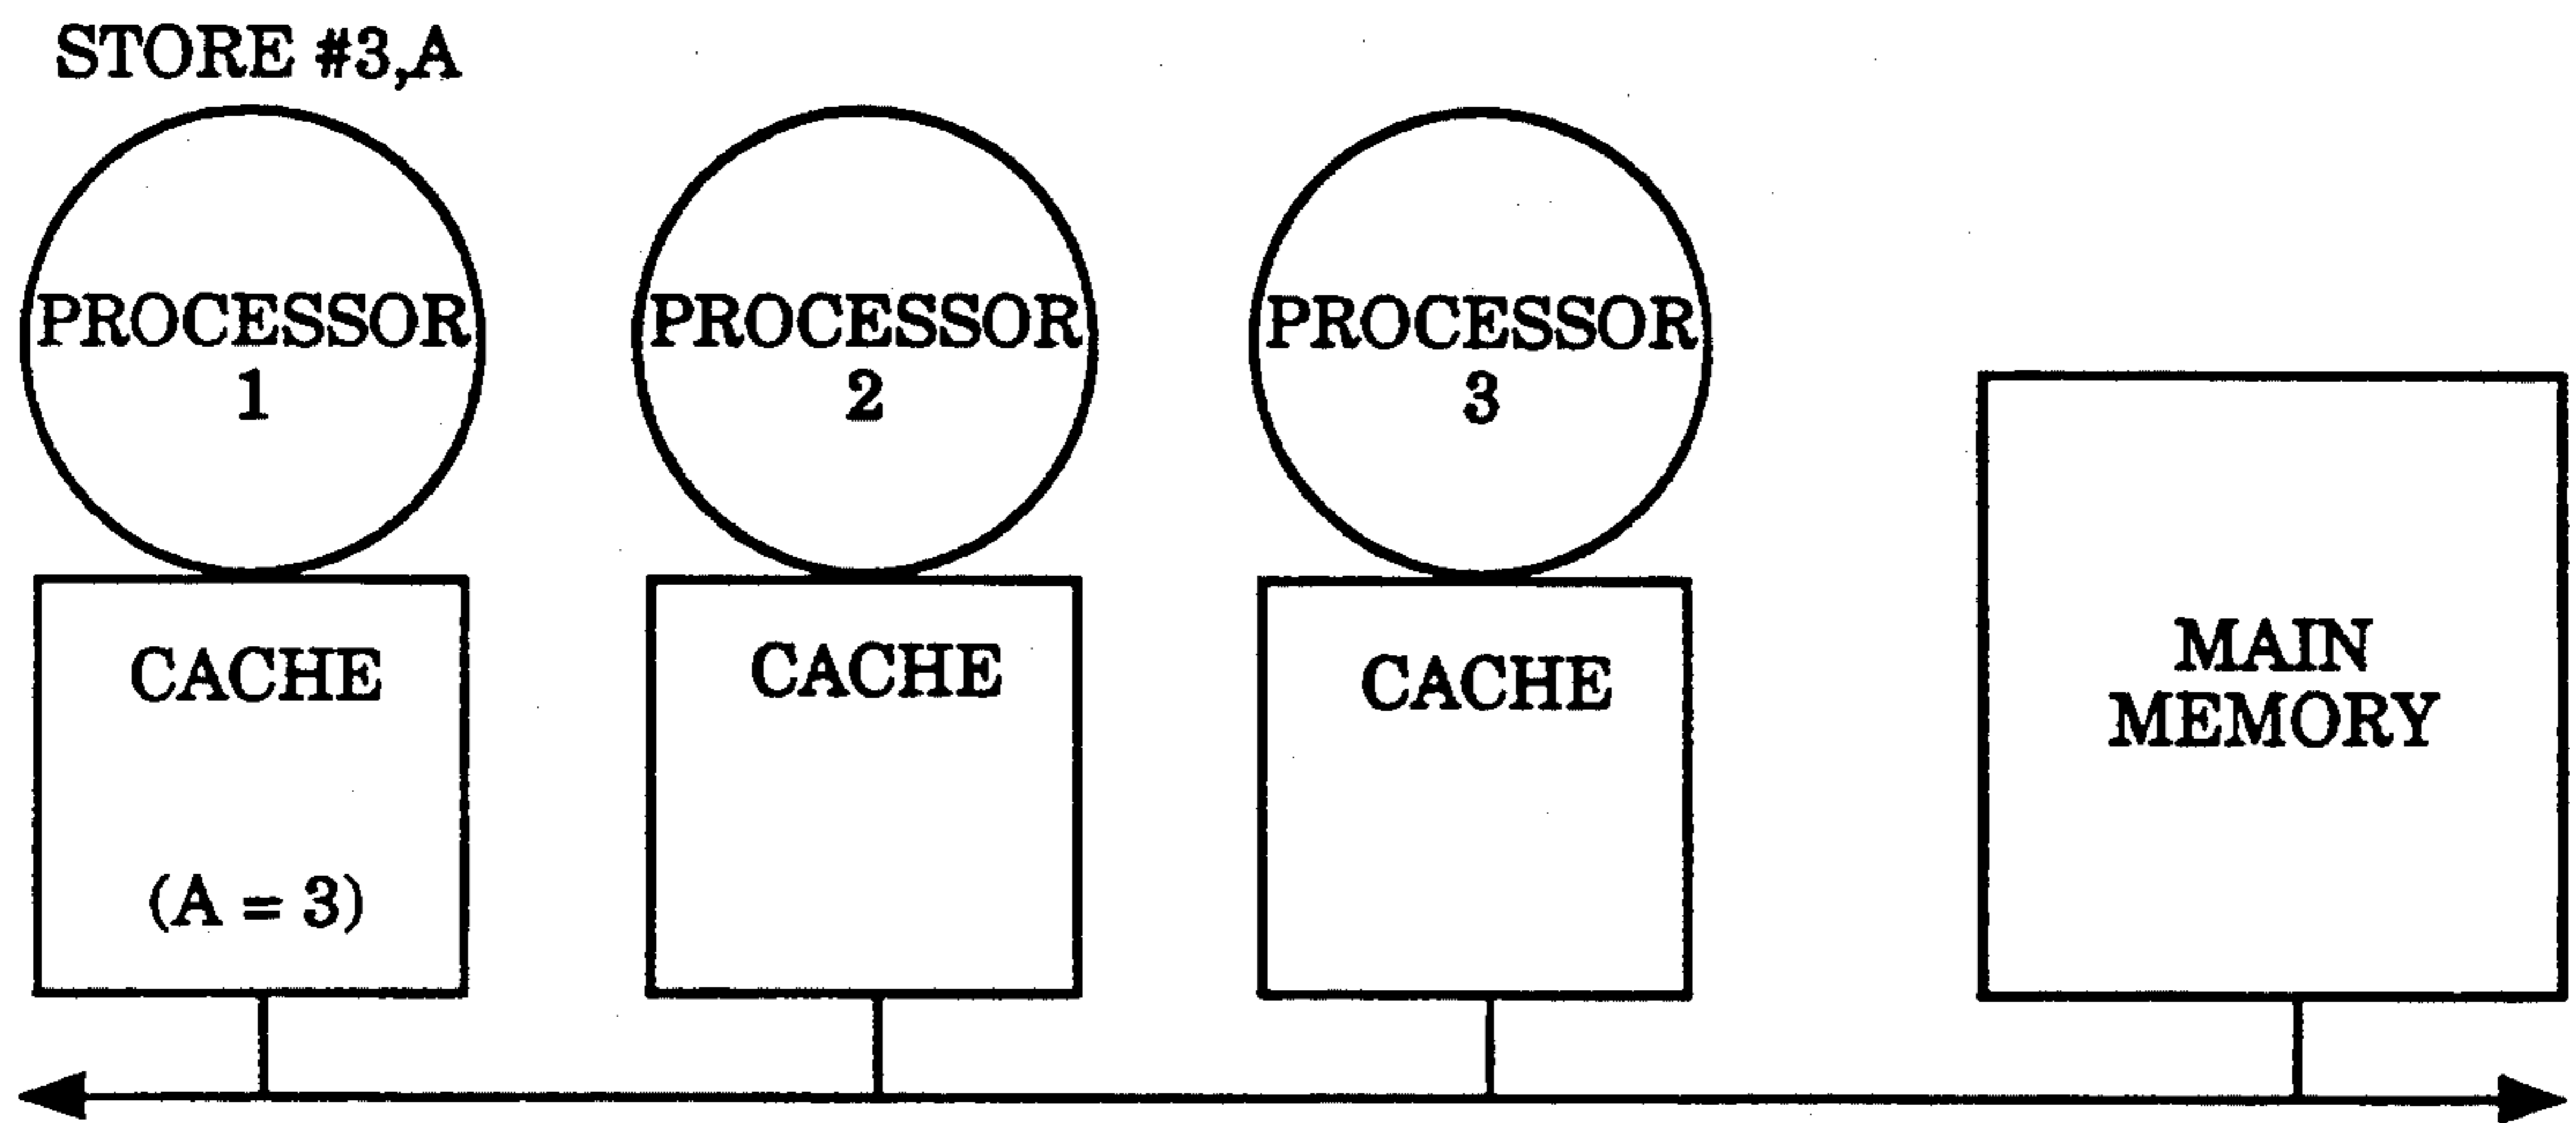 STORE #3,A
PROCESSOR
1
PROCESSOR
2
PROCESSOR
3
CACHE
(A = 3)
CACHE
CACHE
MAIN
MEMORY